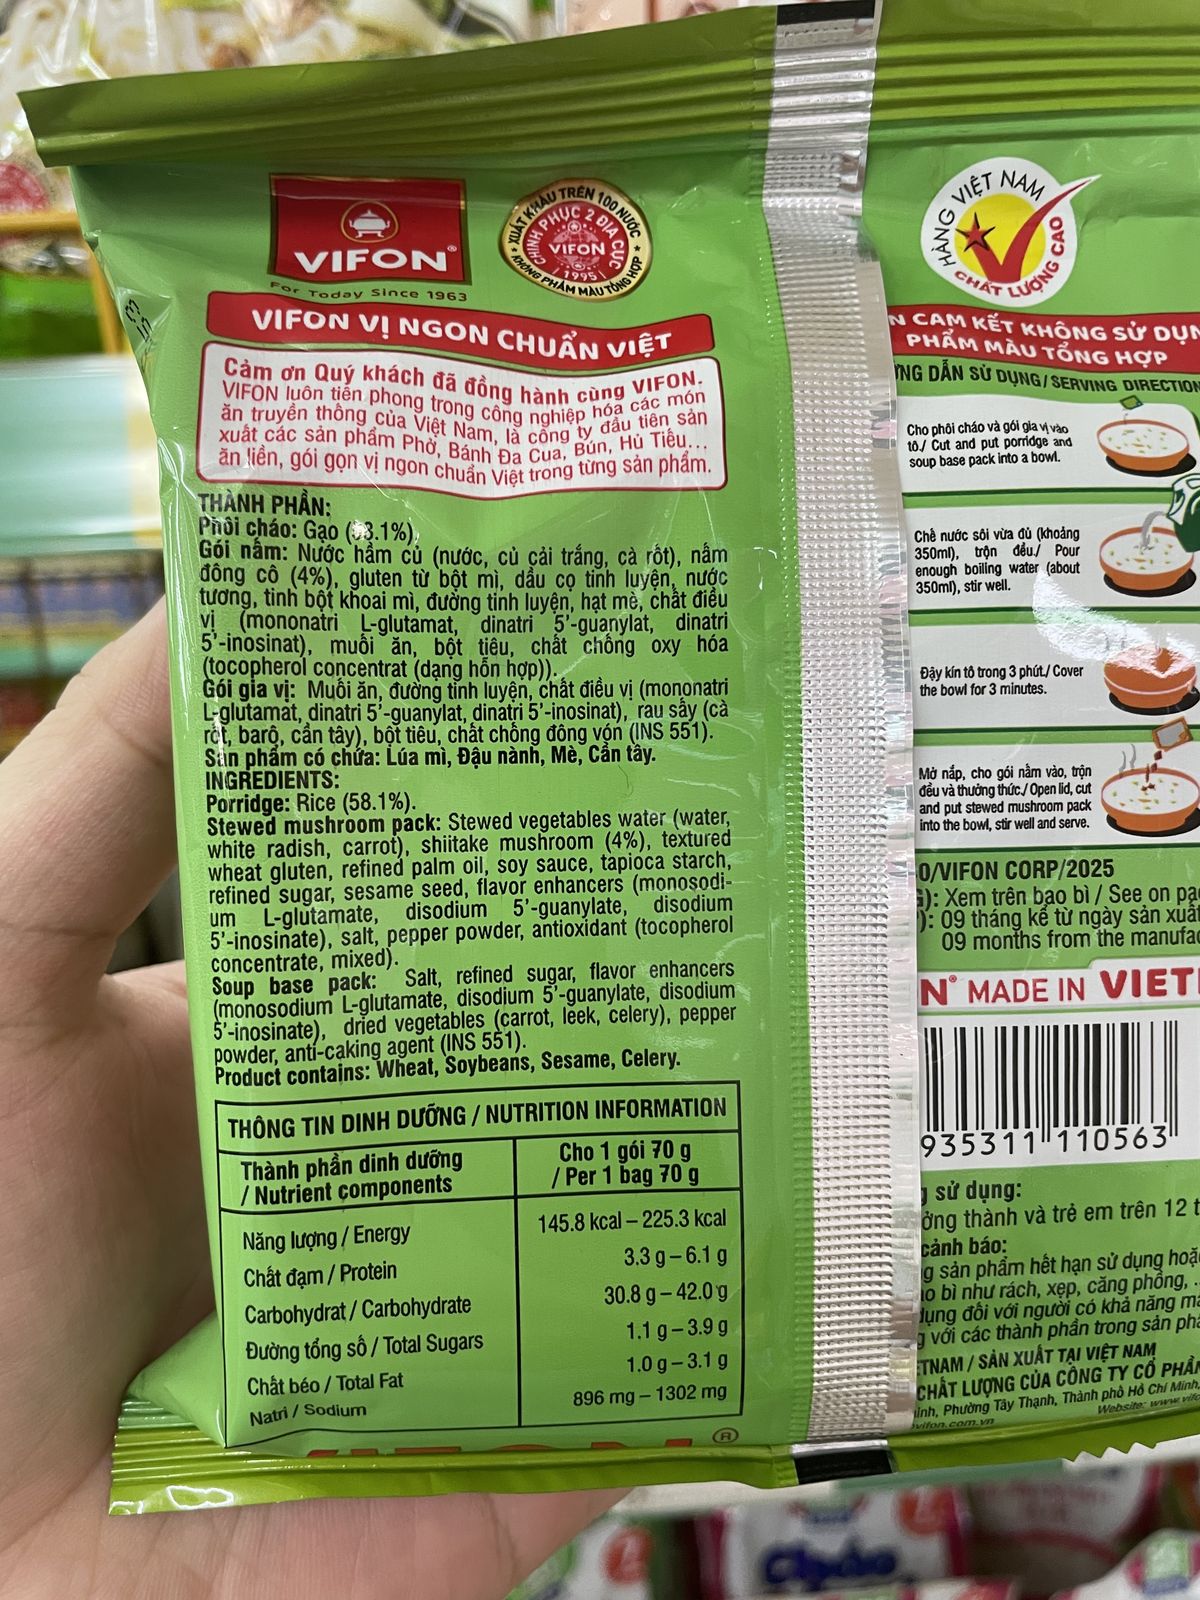 VIFON®
For Today Since 1963
XUẤT KHẨU TRÊN 100 NƯỚC
CHINH PHỤC 2 ĐỊA CỰC
VIFON
1995
KHÔNG PHẨM MÀU TỔNG HỢP
VIFON VỊ NGON CHUẨN VIỆT
Cảm ơn Quý khách đã đồng hành cùng VIFON.
VIFON luôn tiên phong trong công nghiệp hóa các món
ăn truyền thống của Việt Nam, là công ty đầu tiên sản
xuất các sản phẩm Phở, Bánh Đa Cua, Bún, Hủ Tiếu...
ăn liền, gói gọn vị ngon chuẩn Việt trong từng sản phẩm.
THÀNH PHẦN:
Phôi cháo: Gạo (58.1%).
Gói nấm: Nước hầm củ (nước, củ cải trắng, cà rốt), nấm
đông cô (4%), gluten từ bột mì, dầu cọ tinh luyện, nước
tương, tinh bột khoai mì, đường tinh luyện, hạt mè, chất điều
vị (mononatri L-glutamat, dinatri 5'-guanylat, dinatri
5'-inosinat), muối ăn, bột tiêu, chất chống oxy hóa
(tocopherol concentrat (dạng hỗn hợp)).
Gói gia vị: Muối ăn, đường tinh luyện, chất điều vị (mononatri
L-glutamat, dinatri 5'-guanylat, dinatri 5'-inosinat), rau sấy (cà
rốt, barô, cần tây), bột tiêu, chất chống đông vón (INS 551).
Sản phẩm có chứa: Lúa mì, Đậu nành, Mè, Cần tây.
INGREDIENTS:
Porridge: Rice (58.1%).
Stewed mushroom pack: Stewed vegetables water (water,
white radish, carrot), shiitake mushroom (4%), textured
wheat gluten, refined palm oil, soy sauce, tapioca starch,
refined sugar, sesame seed, flavor enhancers (monosodi-
um L-glutamate, disodium 5'-guanylate, disodium
5'-inosinate), salt, pepper powder, antioxidant (tocopherol
concentrate, mixed).
Soup base pack: Salt, refined sugar, flavor enhancers
(monosodium L-glutamate, disodium 5'-guanylate, disodium
5'-inosinate), dried vegetables (carrot, leek, celery), pepper
powder, anti-caking agent (INS 551).
Product contains: Wheat, Soybeans, Sesame, Celery.
THÔNG TIN DINH DƯỠNG / NUTRITION INFORMATION
Thành phần dinh dưỡng
/ Nutrient components
Cho 1 gói 70 g
/ Per 1 bag 70 g
Năng lượng / Energy 145.8 kcal – 225.3 kcal
Chất đạm / Protein 3.3 g – 6.1 g
Carbohydrat / Carbohydrate 30.8 g – 42.0 g
Đường tổng số / Total Sugars 1.1 g – 3.9 g
Chất béo / Total Fat 1.0 g – 3.1 g
Natri / Sodium 896 mg – 1302 mg
HÀNG VIỆT NAM
CHẤT LƯỢNG CAO
N CAM KẾT KHÔNG SỬ DỤN
PHẨM MÀU TỔNG HỢP
NG DẪN SỬ DỤNG / SERVING DIRECTION
Cho phôi cháo và gói gia vị vào
tô./ Cut and put porridge and
soup base pack into a bowl.
Chế nước sôi vừa đủ (khoảng
350ml), trộn đều./ Pour
enough boiling water (about
350ml), stir well.
Đậy kín tô trong 3 phút./ Cover
the bowl for 3 minutes.
Mở nắp, cho gói nấm vào, trộn
đều và thưởng thức./ Open lid, cut
and put stewed mushroom pack
into the bowl, stir well and serve.
0/VIFON CORP/2025
): Xem trên bao bì / See on pa
): 09 tháng kể từ ngày sản xuất
09 months from the manufac
N® MADE IN VIET
935311 110563
g sử dụng:
ởng thành và trẻ em trên 12 t
cảnh báo:
g sản phẩm hết hạn sử dụng hoặ
o bì như rách, xẹp, căng phồng, .
dụng đối với người có khả năng mẫ
g với các thành phần trong sản phẩ
TNAM / SẢN XUẤT TẠI VIỆT NAM
CHẤT LƯỢNG CỦA CÔNG TY CỔ PHẦN
inh, Phường Tây Thạnh, Thành phố Hồ Chí Minh,
vifon.com.vn Website: www.vifo
Cháo